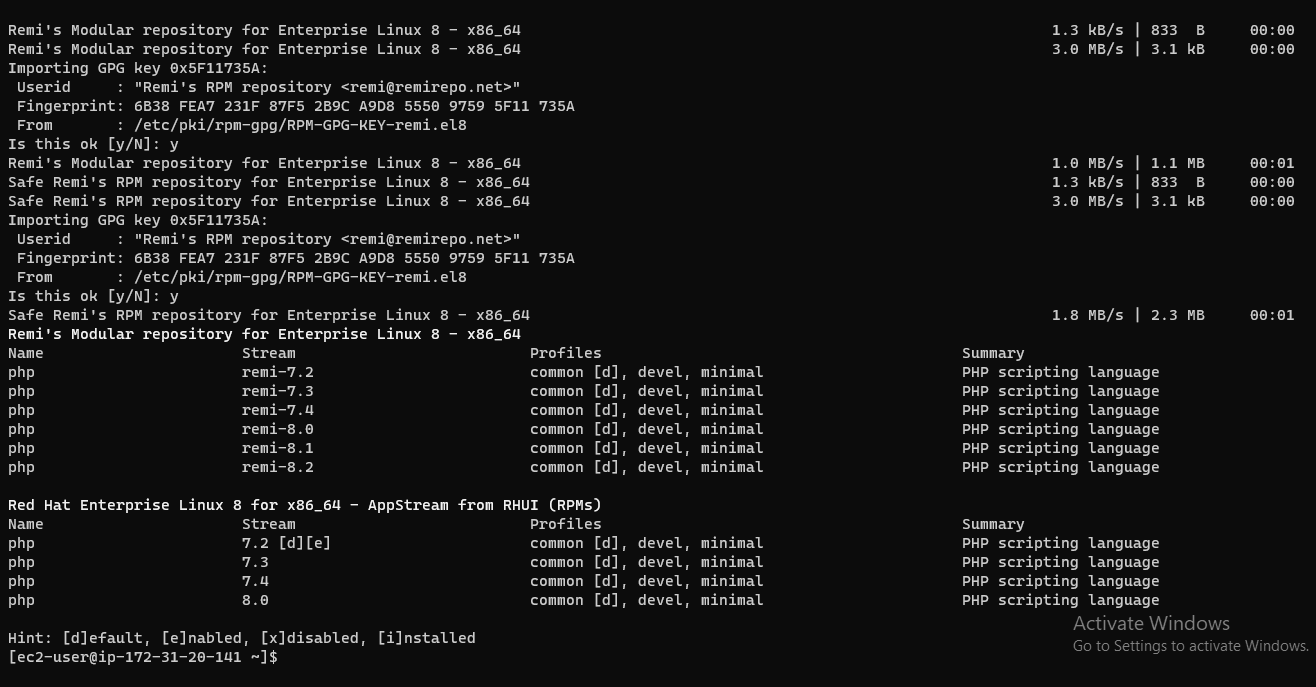 Remi's Modular repository for Enterprise Linux 8 - x86_64 1.3 kB/s | 833 B 00:00
Remi's Modular repository for Enterprise Linux 8 - x86_64 3.0 MB/s | 3.1 kB 00:00
Importing GPG key 0x5F11735A:
Userid : "Remi's RPM repository <remi@remirepo.net>"
Fingerprint: 6B38 FEA7 231F 87F5 2B9C A9D8 5550 9759 5F11 735A
From : /etc/pki/rpm-gpg/RPM-GPG-KEY-remi.el8
Is this ok [y/N]: y
Remi's Modular repository for Enterprise Linux 8 - x86_64 1.0 MB/s | 1.1 MB 00:01
Safe Remi's RPM repository for Enterprise Linux 8 - x86_64 1.3 kB/s | 833 B 00:00
Safe Remi's RPM repository for Enterprise Linux 8 - x86_64 3.0 MB/s | 3.1 kB 00:00
Importing GPG key 0x5F11735A:
Userid : "Remi's RPM repository <remi@remirepo.net>"
Fingerprint: 6B38 FEA7 231F 87F5 2B9C A9D8 5550 9759 5F11 735A
From : /etc/pki/rpm-gpg/RPM-GPG-KEY-remi.el8
Is this ok [y/N]: y
Safe Remi's RPM repository for Enterprise Linux 8 - x86_64 1.8 MB/s | 2.3 MB 00:01
Remi's Modular repository for Enterprise Linux 8 - x86_64
Name Stream Profiles Summary
php remi-7.2 common [d], devel, minimal PHP scripting language
php remi-7.3 common [d], devel, minimal PHP scripting language
php remi-7.4 common [d], devel, minimal PHP scripting language
php remi-8.0 common [d], devel, minimal PHP scripting language
php remi-8.1 common [d], devel, minimal PHP scripting language
php remi-8.2 common [d], devel, minimal PHP scripting language
Red Hat Enterprise Linux 8 for x86_64 - AppStream from RHUI (RPMs)
Name Stream Profiles Summary
php 7.2 [d][e] common [d], devel, minimal PHP scripting language
php 7.3 common [d], devel, minimal PHP scripting language
php 7.4 common [d], devel, minimal PHP scripting language
php 8.0 common [d], devel, minimal PHP scripting language
Hint: [d]efault, [e]nabled, [x]disabled, [i]nstalled
[ec2-user@ip-172-31-20-141 ~]$
Activate Windows
Go to Settings to activate Windows.